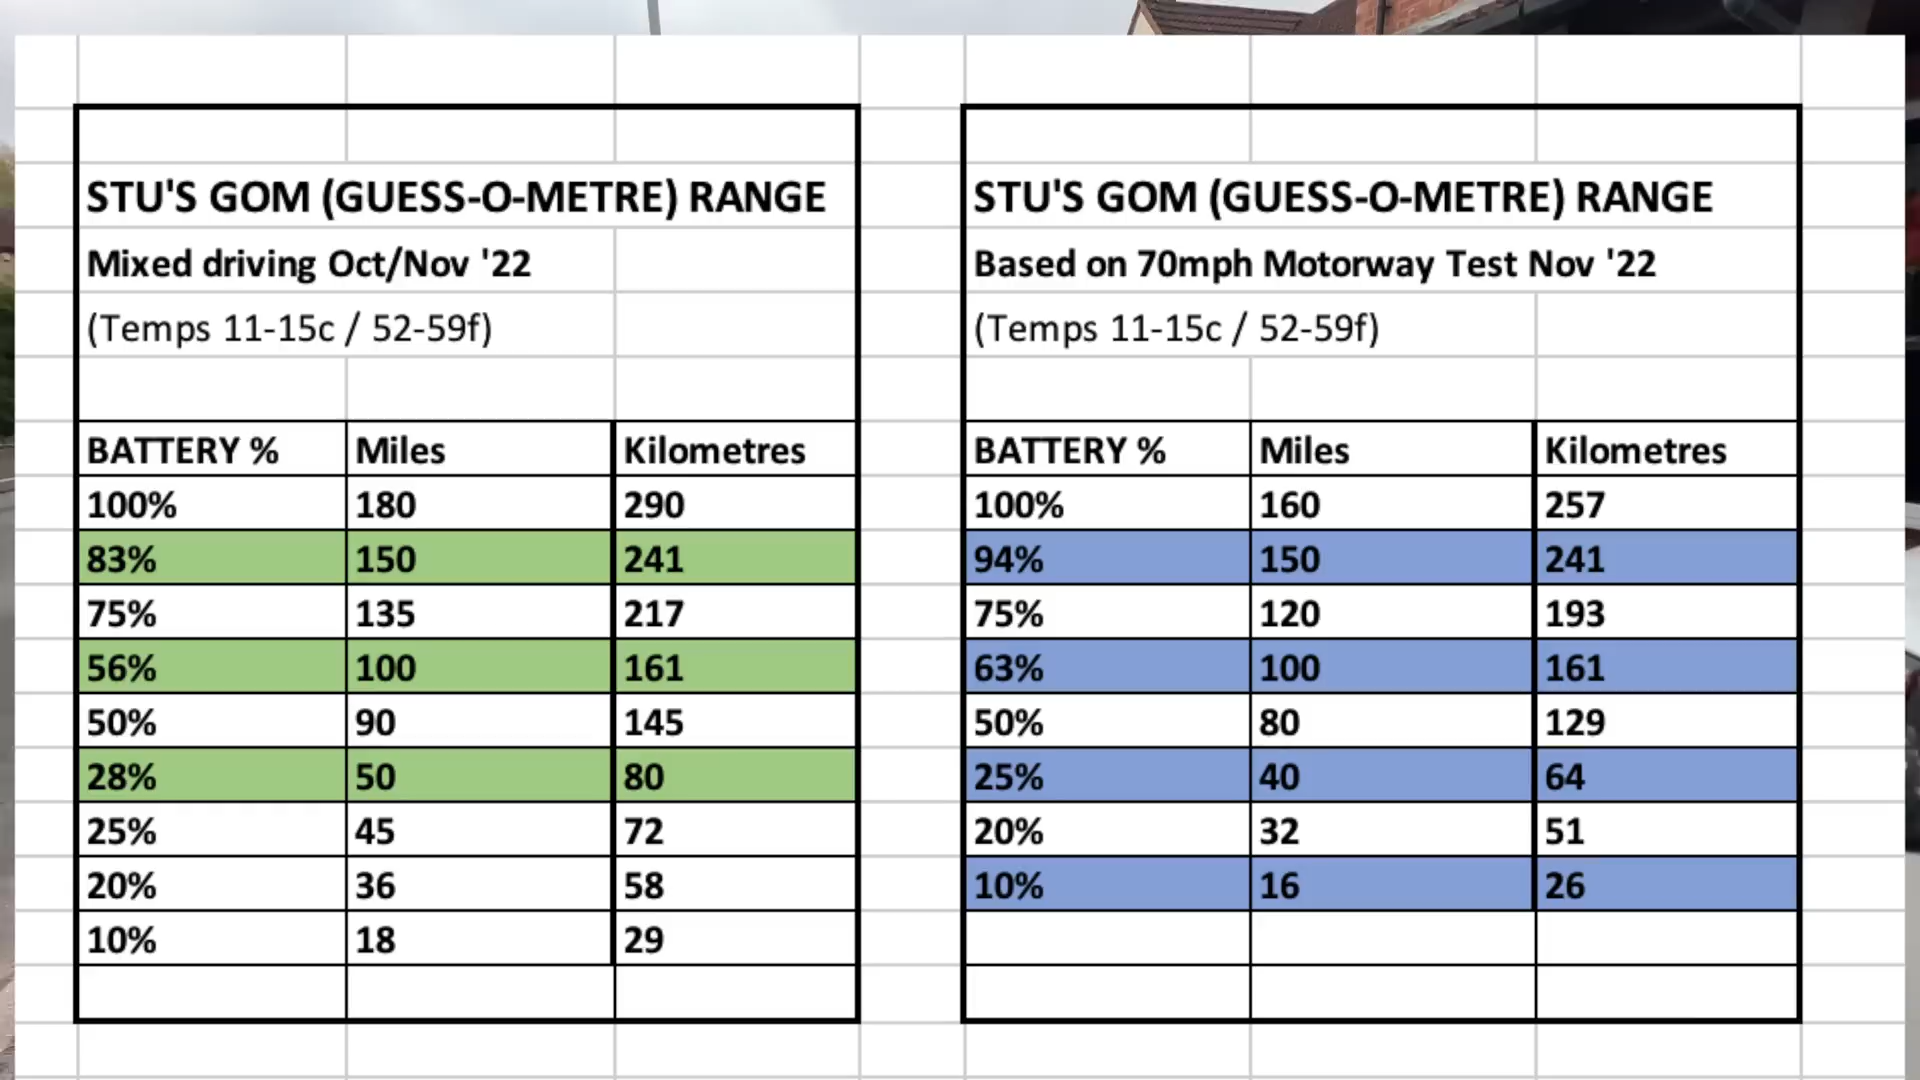 STU'S GOM (GUESS-O-METRE) RANGE
Mixed driving Oct/Nov '22
(Temps 11-15c / 52-59f)
BATTERY % Miles Kilometres
100% 180 290
83% 150 241
75% 135 217
56% 100 161
50% 90 145
28% 50 80
25% 45 72
20% 36 58
10% 18 29
STU'S GOM (GUESS-O-METRE) RANGE
Based on 70mph Motorway Test Nov '22
(Temps 11-15c / 52-59f)
BATTERY % Miles Kilometres
100% 160 257
94% 150 241
75% 120 193
63% 100 161
50% 80 129
25% 40 64
20% 32 51
10% 16 26